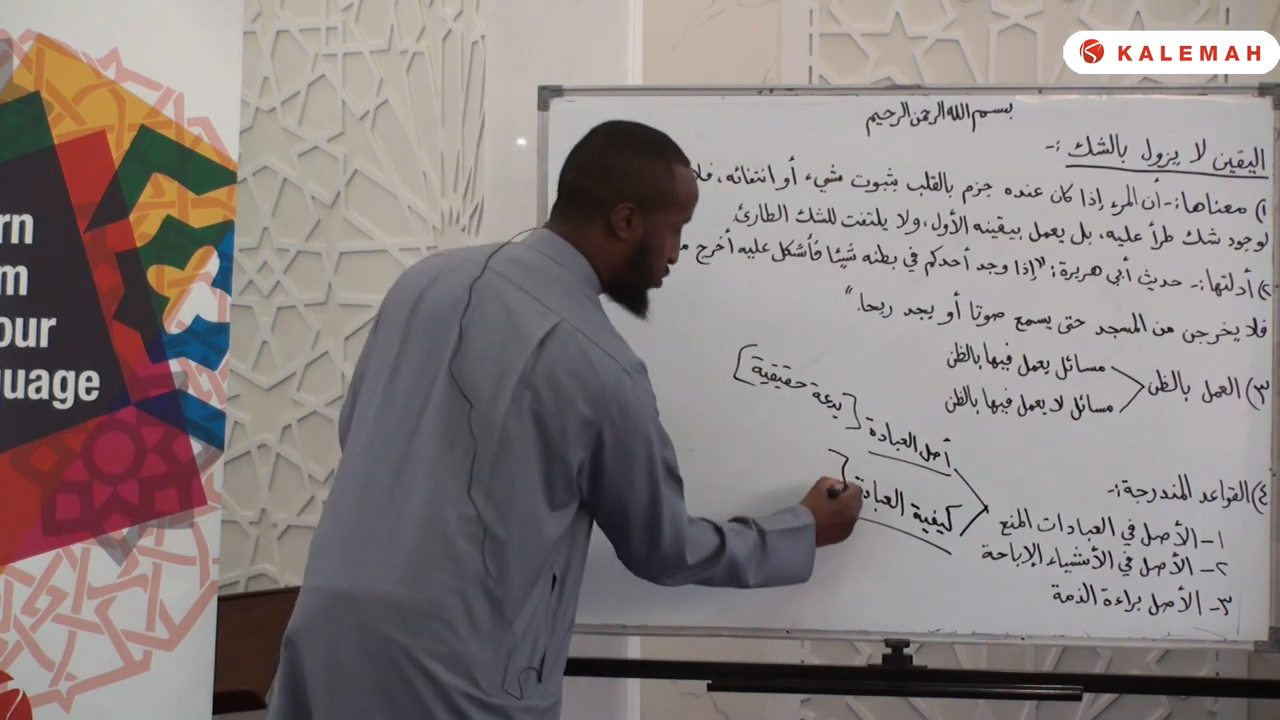 KALEMAH
بسم الله الرحمن الرحيم
اليقين لا يزول بالشك :-
١) معناها:- أن المرء إذا كان عنده جزم بالقلب بثبوت شيء أو انتفائه، فلا
لوجود شك طرأ عليه، بل يعمل بيقينه الأول، ولا يلتفت للشك الطارئ
٢) أدلتها:- حديث أبي هريرة: "إذا وجد أحدكم في بطنه شيئا فأشكل عليه أخرج
فلا يخرجن من المسجد حتى يسمع صوتا أو يجد ريحا."
٣) العمل بالظن
مسائل يعمل فيها بالظن
مسائل لا يعمل فيها بالظن
٤) القواعد المندرجة:-
١- الأصل في العبادات المنع
أصل العبادة
بدعة حقيقية
كيفية العبادة
٢- الأصل في الأشياء الإباحة
٣- الأصل براءة الذمة
rn
m
our
guage